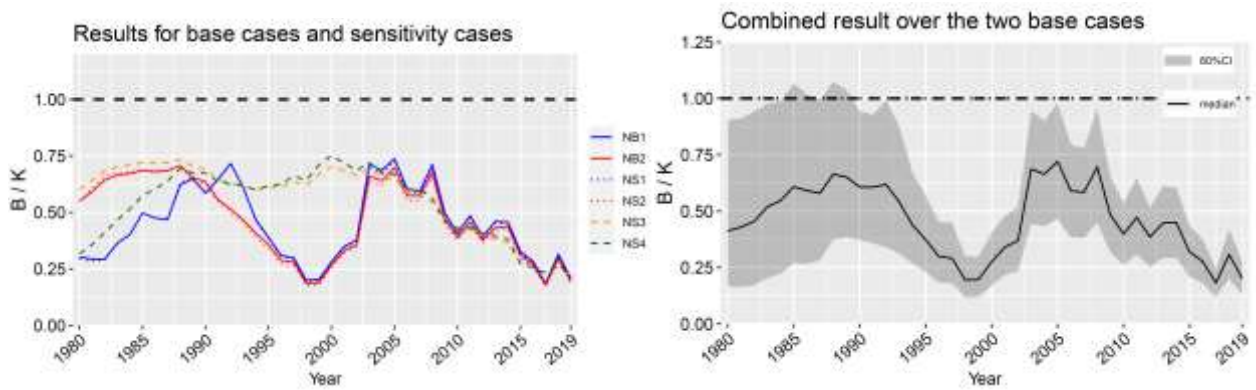 Results for base cases and sensitivity cases
B / K
1.00
0.75
0.50
0.25
0.00
1980
1985
1990
1995
2000
2005
2010
2015
2019
Year
NB1
NB2
NS1
NS2
NS3
NS4
Combined result over the two base cases
B / K
1.25
1.00
0.75
0.50
0.25
0.00
1980
1985
1990
1995
2000
2005
2010
2015
2019
Year
80%CI
median